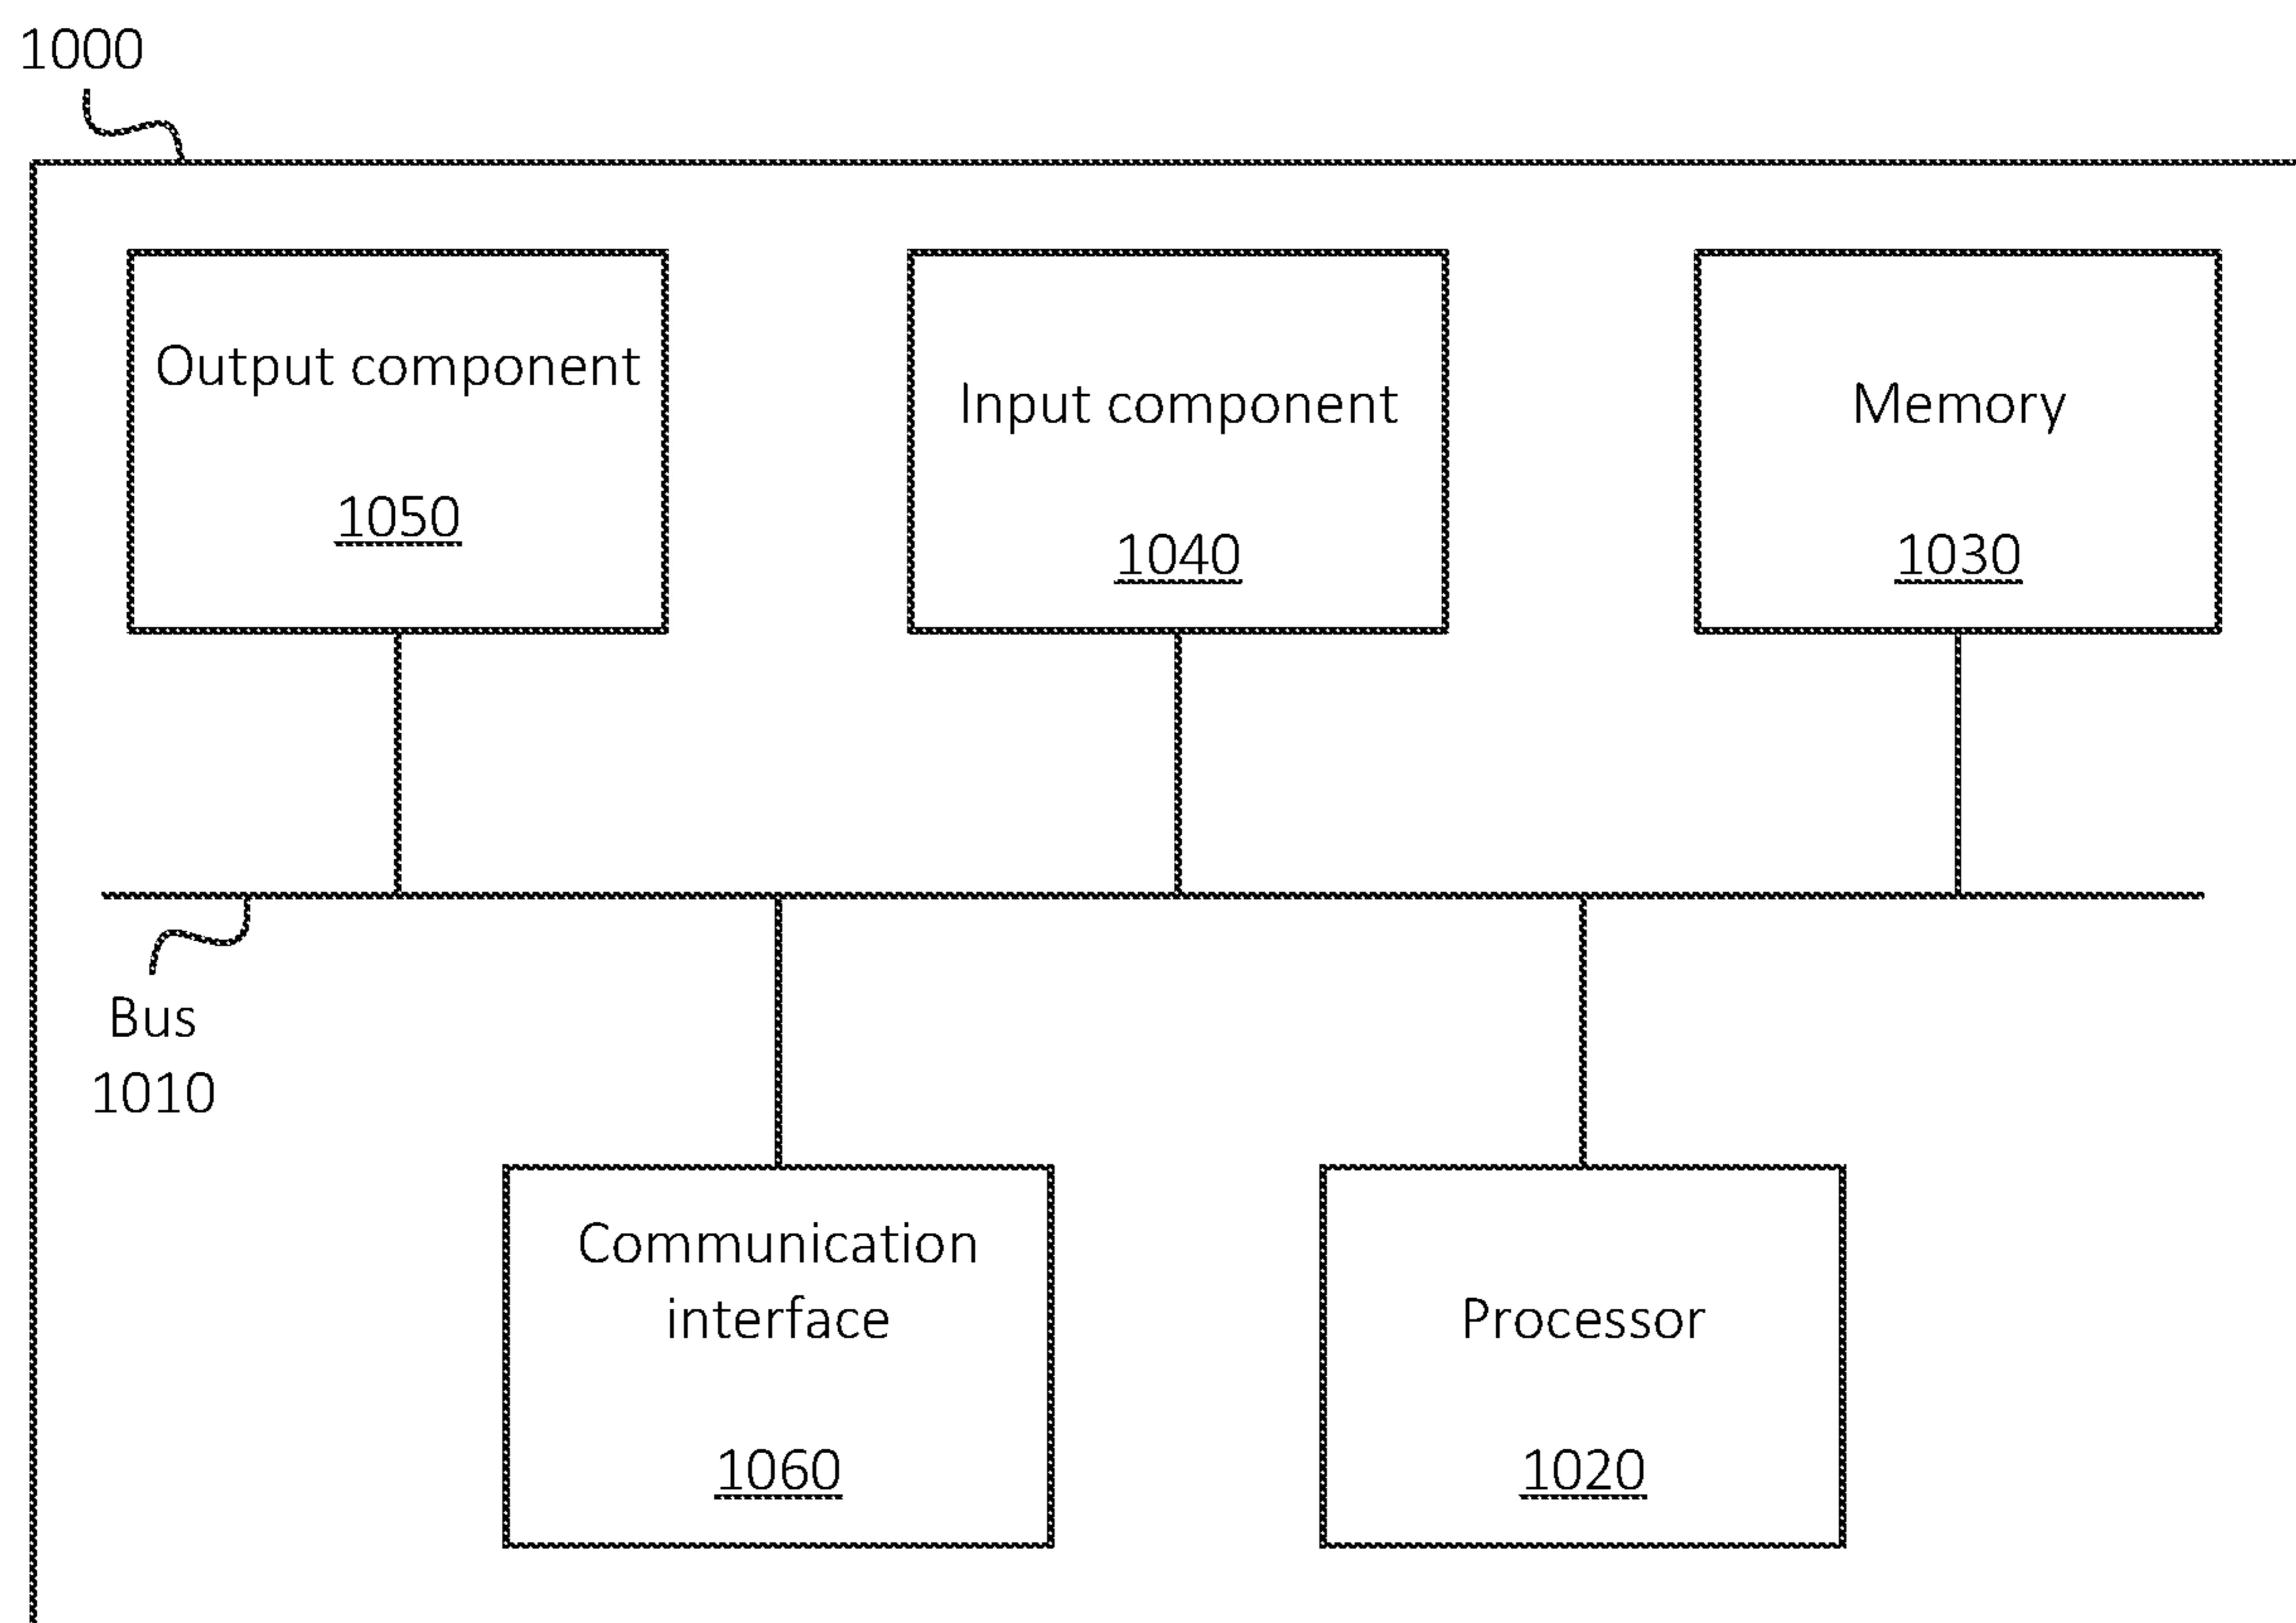 1000
Output component
1050
Input component
1040
Memory
1030
Bus
1010
Communication
interface
1060
Processor
1020